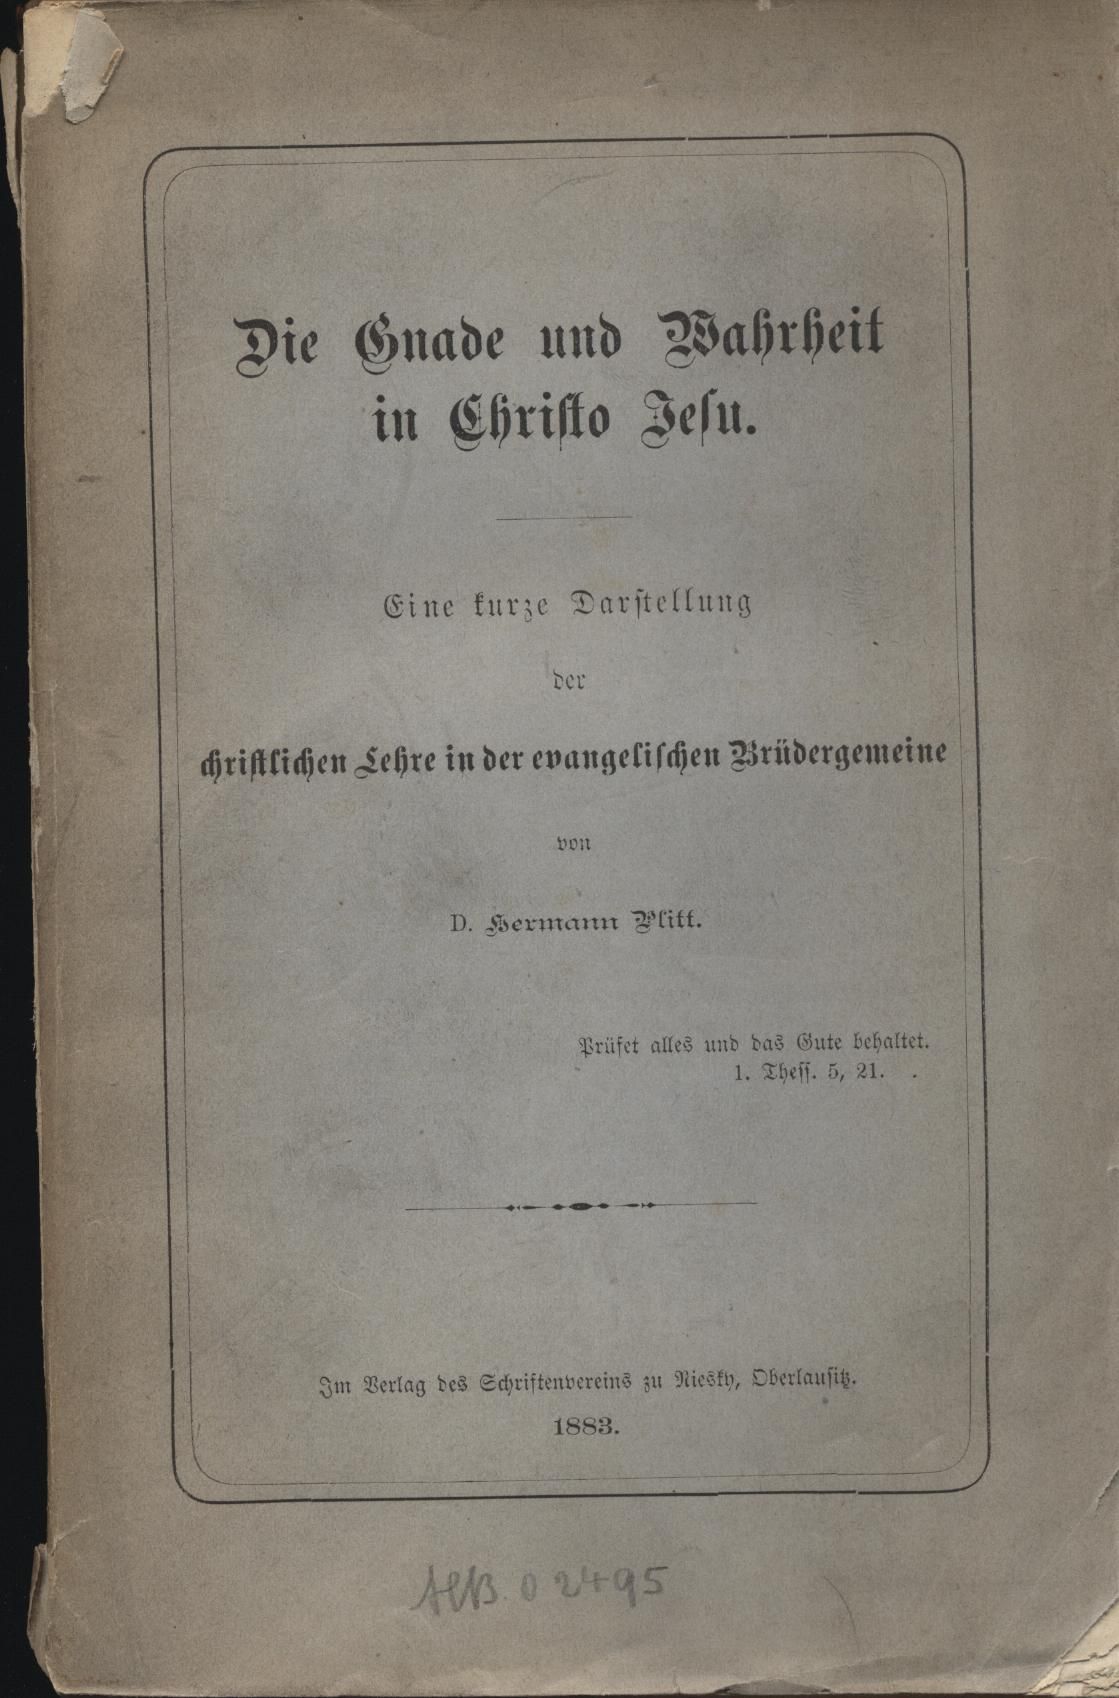 Die Gnade und Wahrheit
in Chriſto Jeſu.
Eine kurze Darſtellung
der
chriſtlichen Lehre in der evangeliſchen Brüdergemeine
von
D. Hermann Plitt.
Prüfet alles und das Gute behaltet.
1. Theſſ. 5, 21.
Im Verlag des Schriftenvereins zu Niesky, Oberlauſitz.
1883.
02495